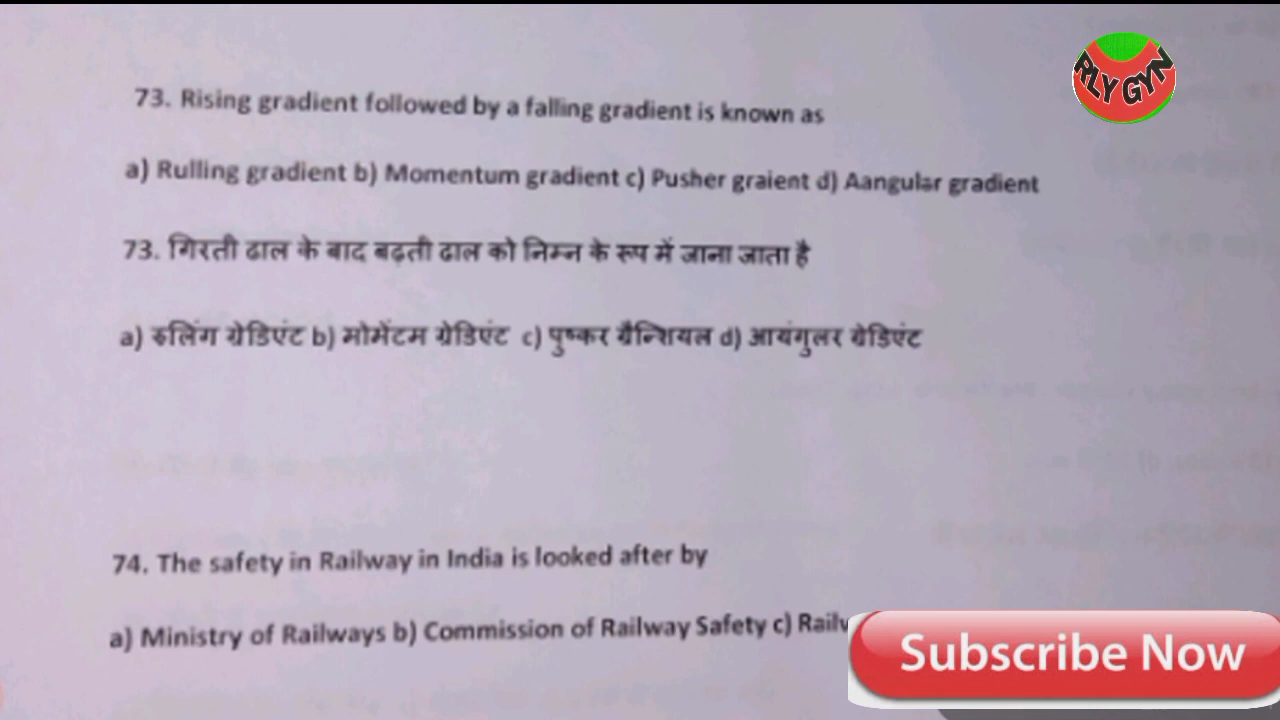 RLY GYN
73. Rising gradient followed by a falling gradient is known as
a) Rulling gradient b) Momentum gradient c) Pusher graient d) Aangular gradient
73. गिरती ढाल के बाद बढ़ती ढाल को निम्न के रूप में जाना जाता है
a) रुलिंग ग्रेडिएंट b) मोमेंटम ग्रेडिएंट c) पुष्कर ग्रैन्शियल d) आयंगुलर ग्रेडिएंट
74. The safety in Railway in India is looked after by
a) Ministry of Railways b) Commission of Railway Safety c)
Subscribe Now